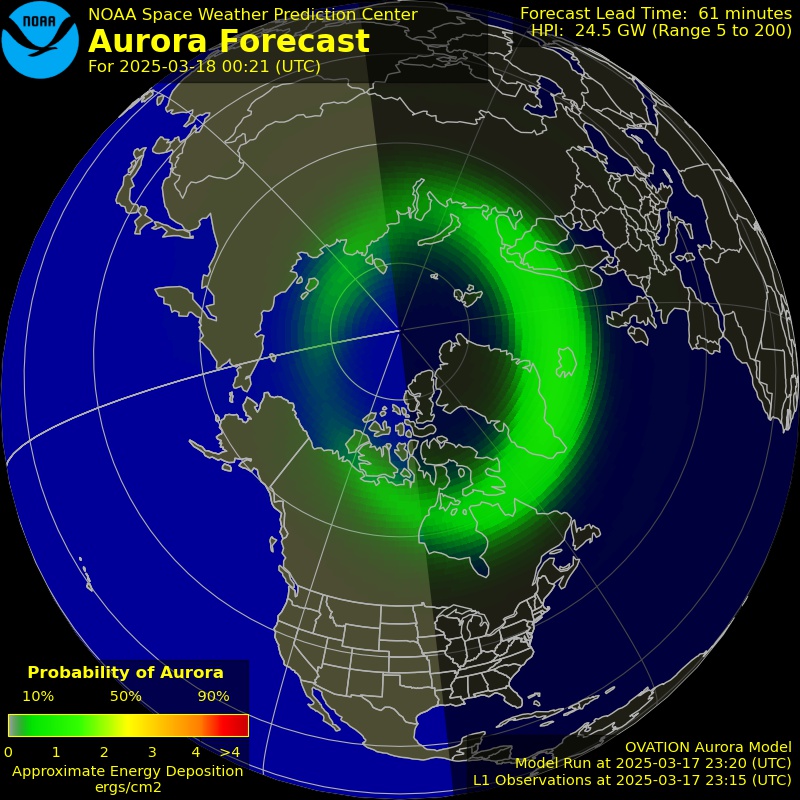 NOAA
NOAA Space Weather Prediction Center
Aurora Forecast
For 2025-03-18 00:21 (UTC)
Forecast Lead Time: 61 minutes
HPI: 24.5 GW (Range 5 to 200)
Probability of Aurora
10% 50% 90%
0 1 2 3 4 >4
Approximate Energy Deposition
ergs/cm2
OVATION Aurora Model
Model Run at 2025-03-17 23:20 (UTC)
L1 Observations at 2025-03-17 23:15 (UTC)